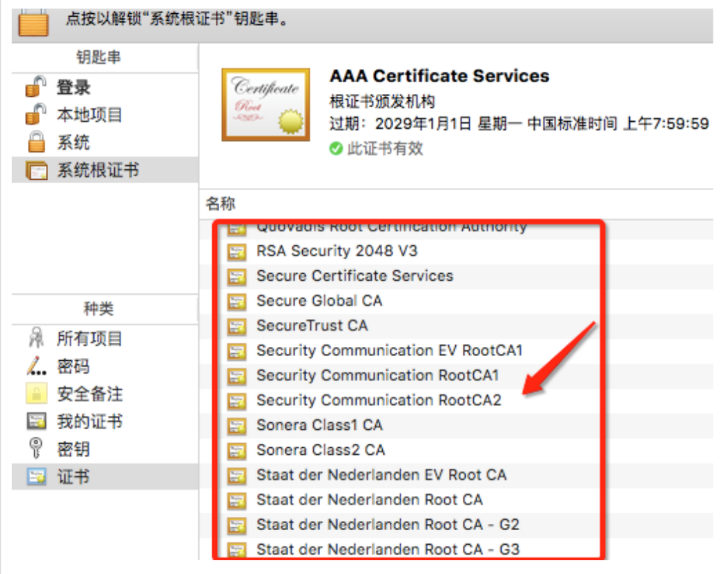 点按以解锁“系统根证书”钥匙串。
钥匙串
登录
本地项目
系统
系统根证书
种类
所有项目
密码
安全备注
我的证书
密钥
证书
Certificate
Root
AAA Certificate Services
根证书颁发机构
过期：2029年1月1日 星期一 中国标准时间 上午7:59:59
此证书有效
名称
QuoVadis Root Certification Authority
RSA Security 2048 V3
Secure Certificate Services
Secure Global CA
SecureTrust CA
Security Communication EV RootCA1
Security Communication RootCA1
Security Communication RootCA2
Sonera Class1 CA
Sonera Class2 CA
Staat der Nederlanden EV Root CA
Staat der Nederlanden Root CA
Staat der Nederlanden Root CA - G2
Staat der Nederlanden Root CA - G3